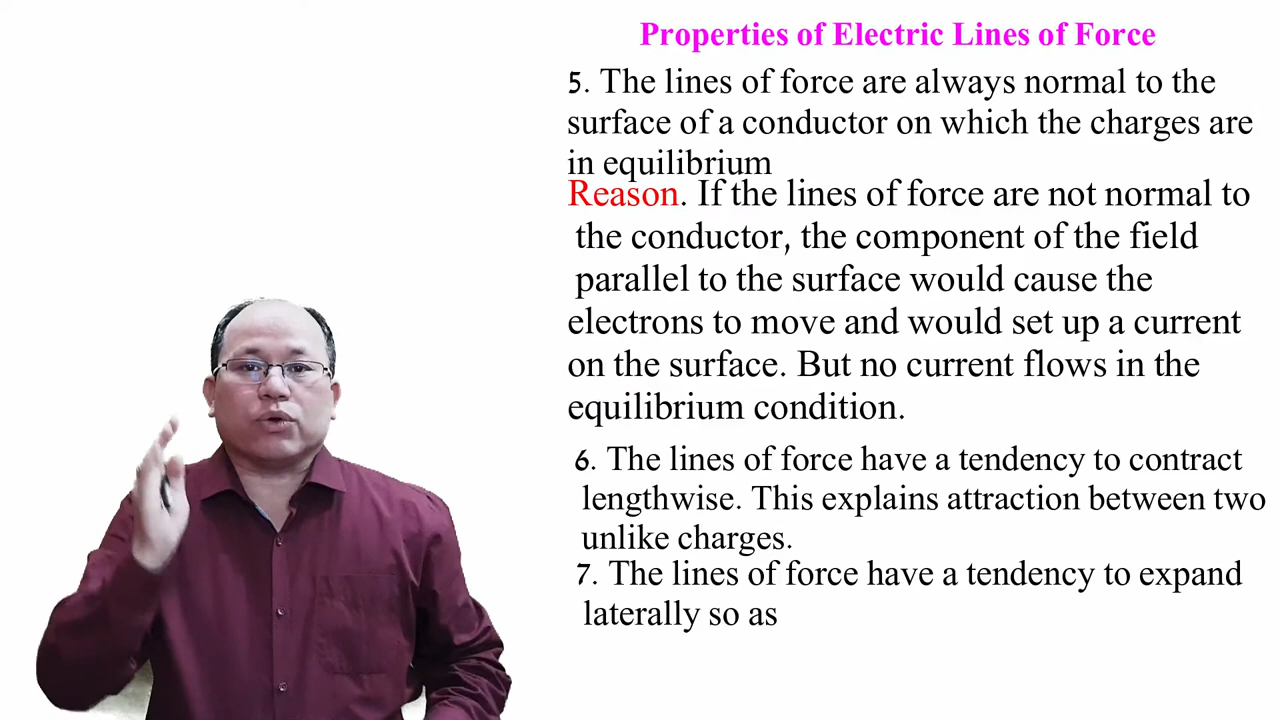 Properties of Electric Lines of Force
5. The lines of force are always normal to the
surface of a conductor on which the charges are
in equilibrium
Reason. If the lines of force are not normal to
the conductor, the component of the field
parallel to the surface would cause the
electrons to move and would set up a current
on the surface. But no current flows in the
equilibrium condition.
6. The lines of force have a tendency to contract
lengthwise. This explains attraction between two
unlike charges.
7. The lines of force have a tendency to expand
laterally so as